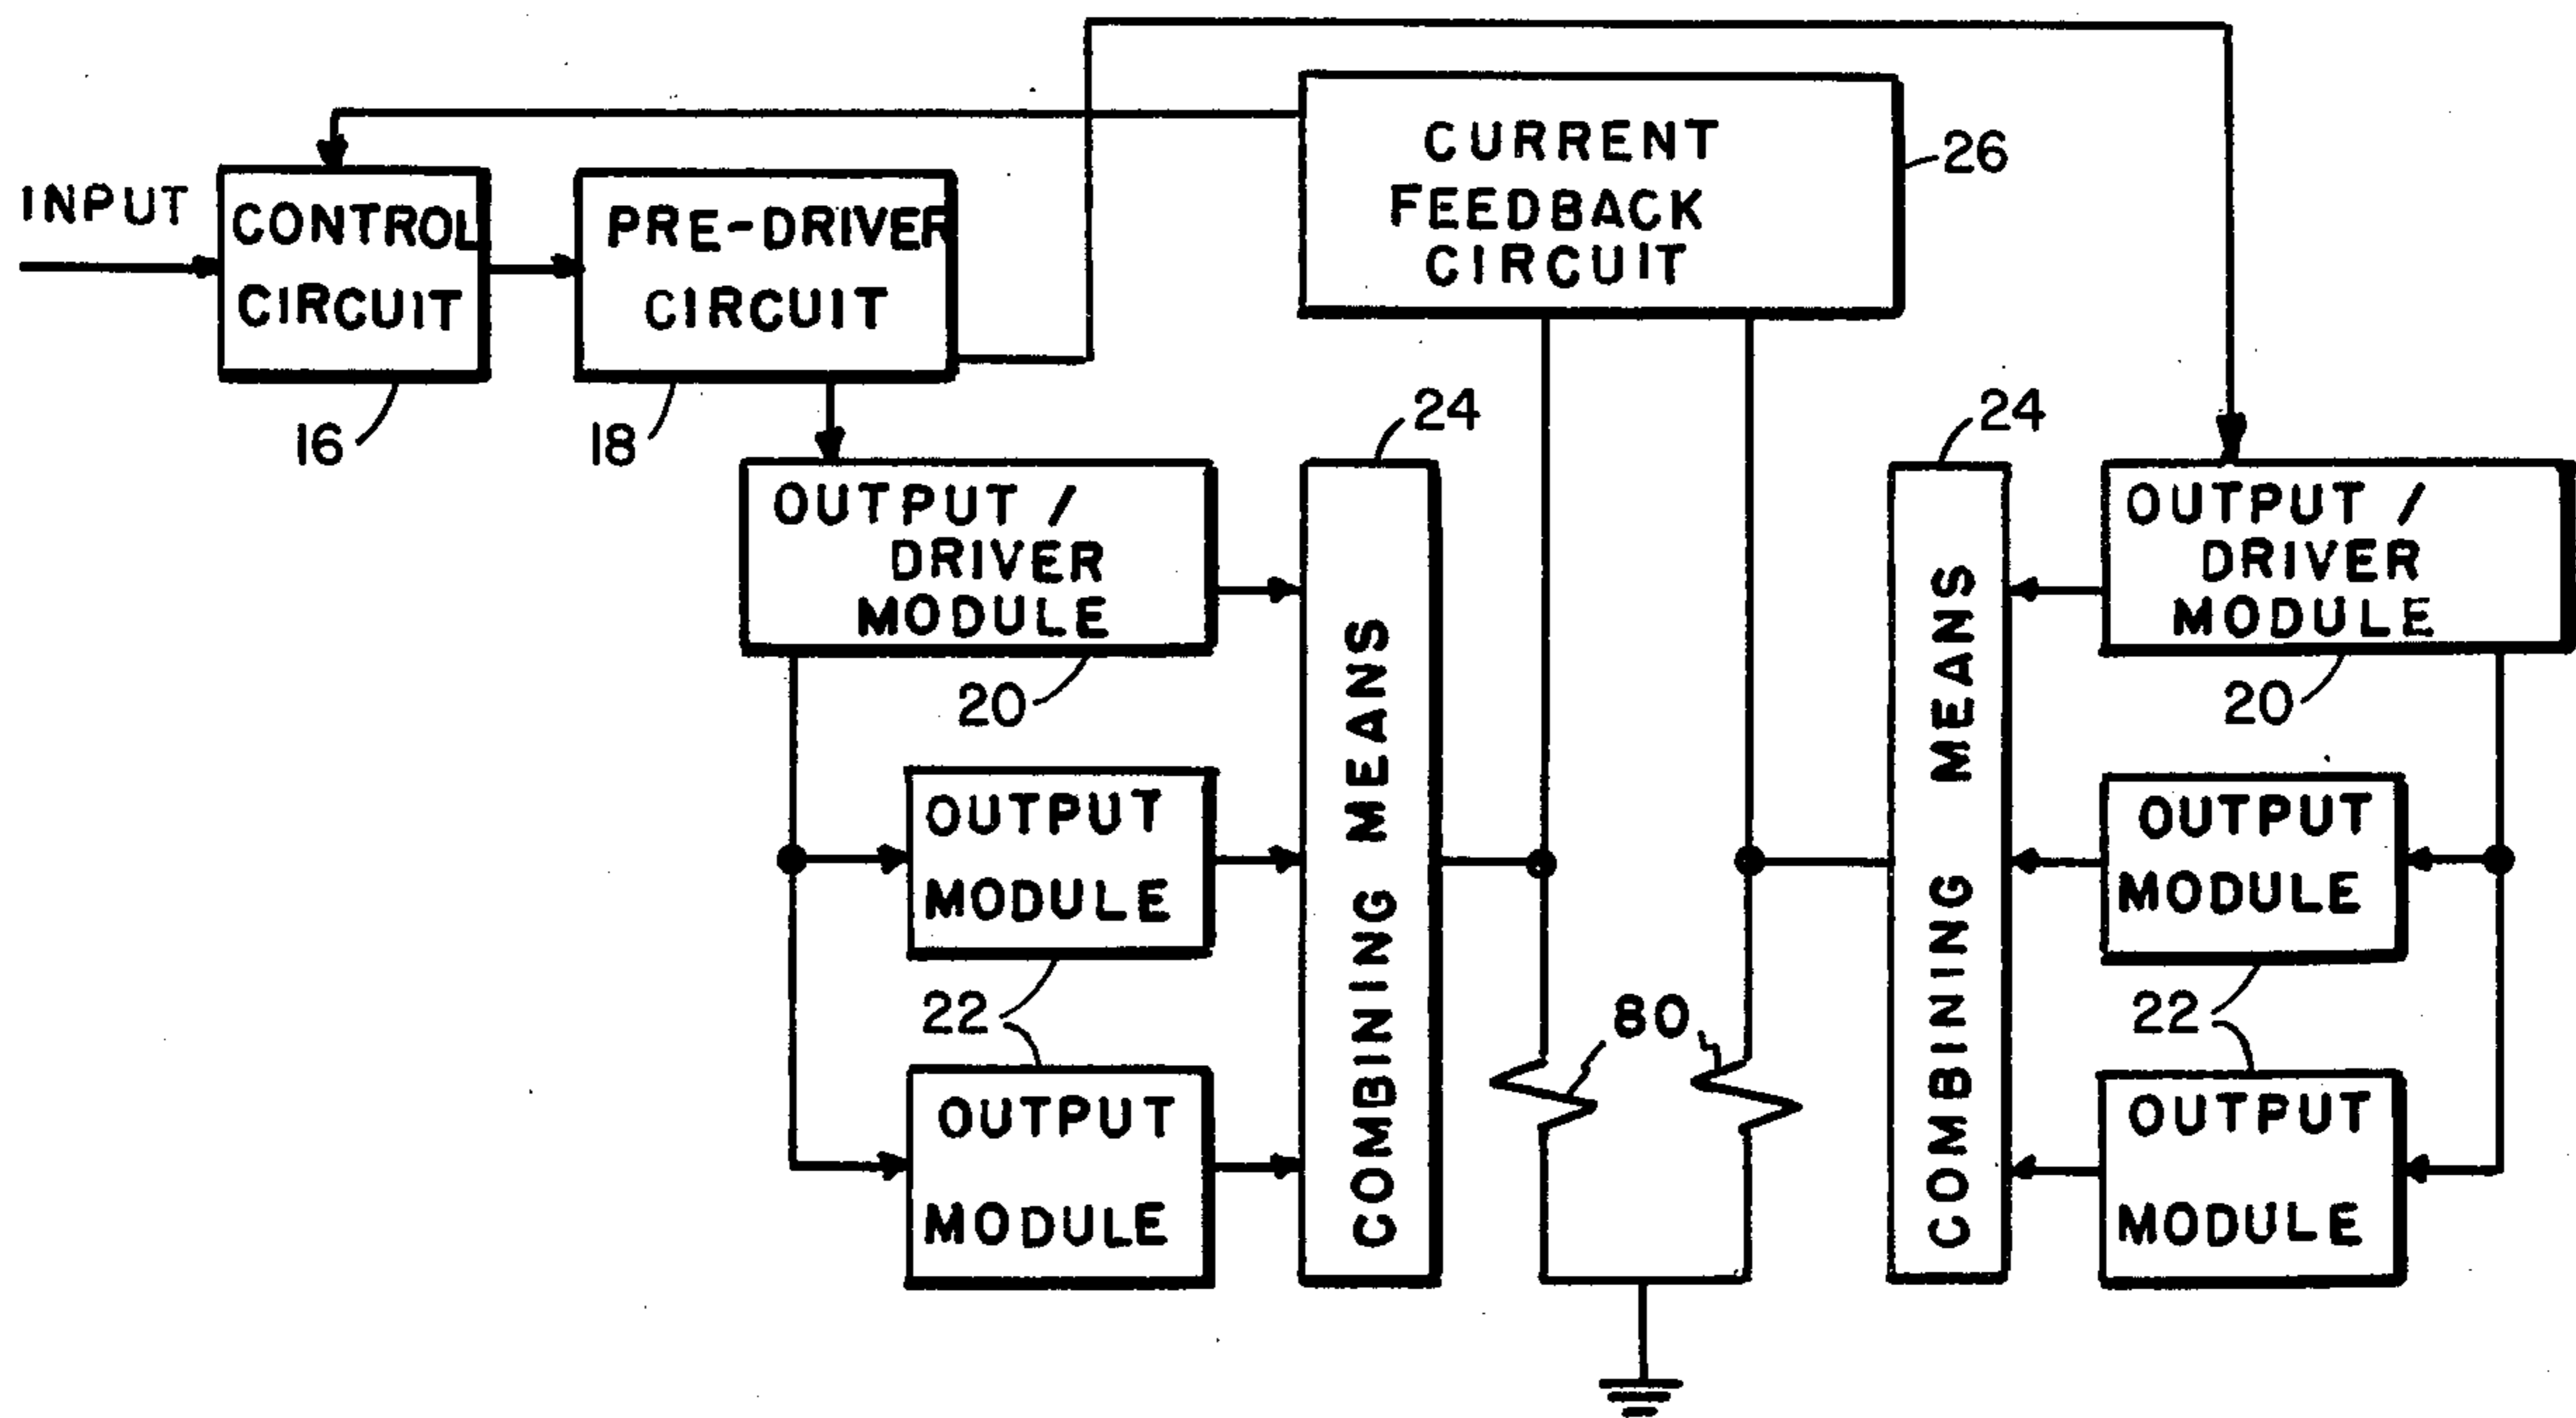 INPUT
CONTROL
CIRCUIT
16
PRE-DRIVER
CIRCUIT
18
CURRENT
FEEDBACK
CIRCUIT
26
OUTPUT /
DRIVER
MODULE
20
24
COMBINING MEANS
OUTPUT
MODULE
22
OUTPUT
MODULE
80
24
COMBINING MEANS
OUTPUT /
DRIVER
MODULE
20
OUTPUT
MODULE
22
OUTPUT
MODULE